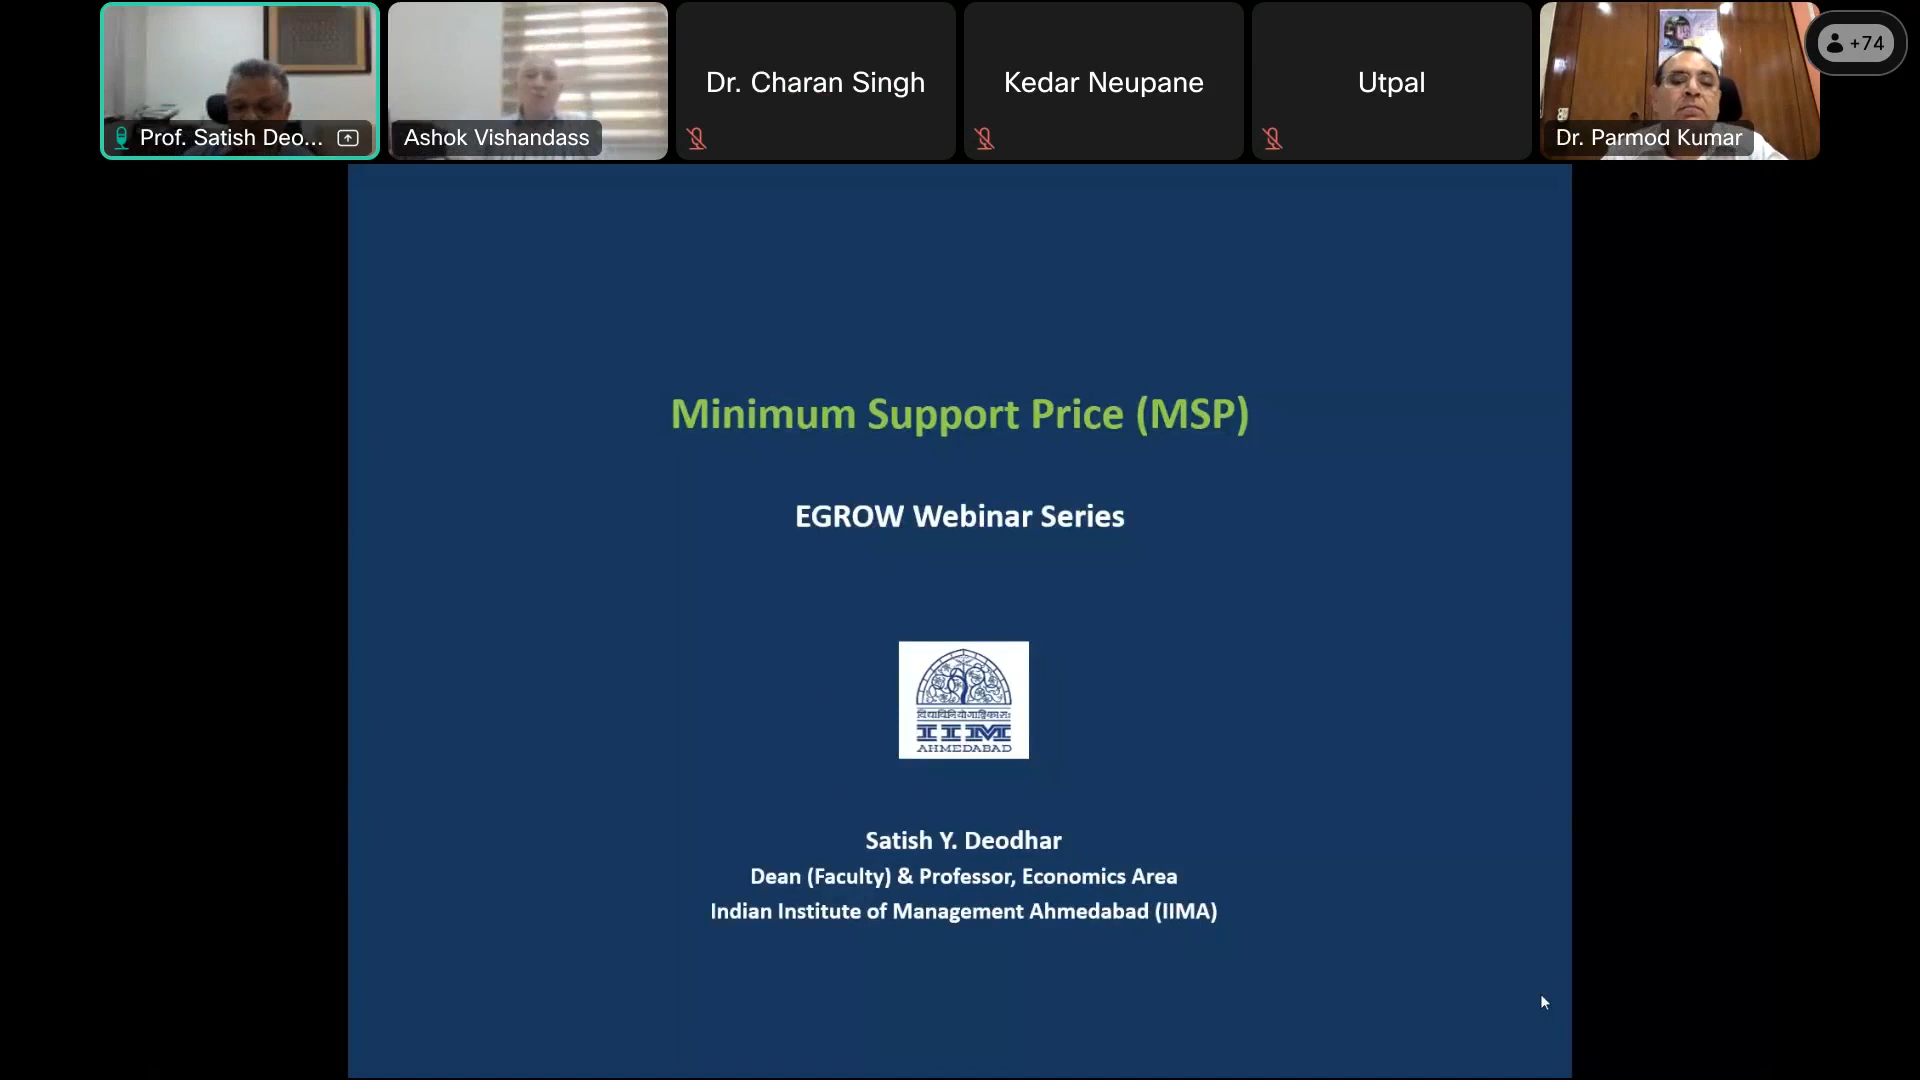 Prof. Satish Deo...
Ashok Vishandass
Dr. Charan Singh
Kedar Neupane
Utpal
Dr. Parmod Kumar
+74
Minimum Support Price (MSP)
EGROW Webinar Series
विद्याविनियोगाद्विकासः
IIM
AHMEDABAD
Satish Y. Deodhar
Dean (Faculty) & Professor, Economics Area
Indian Institute of Management Ahmedabad (IIMA)